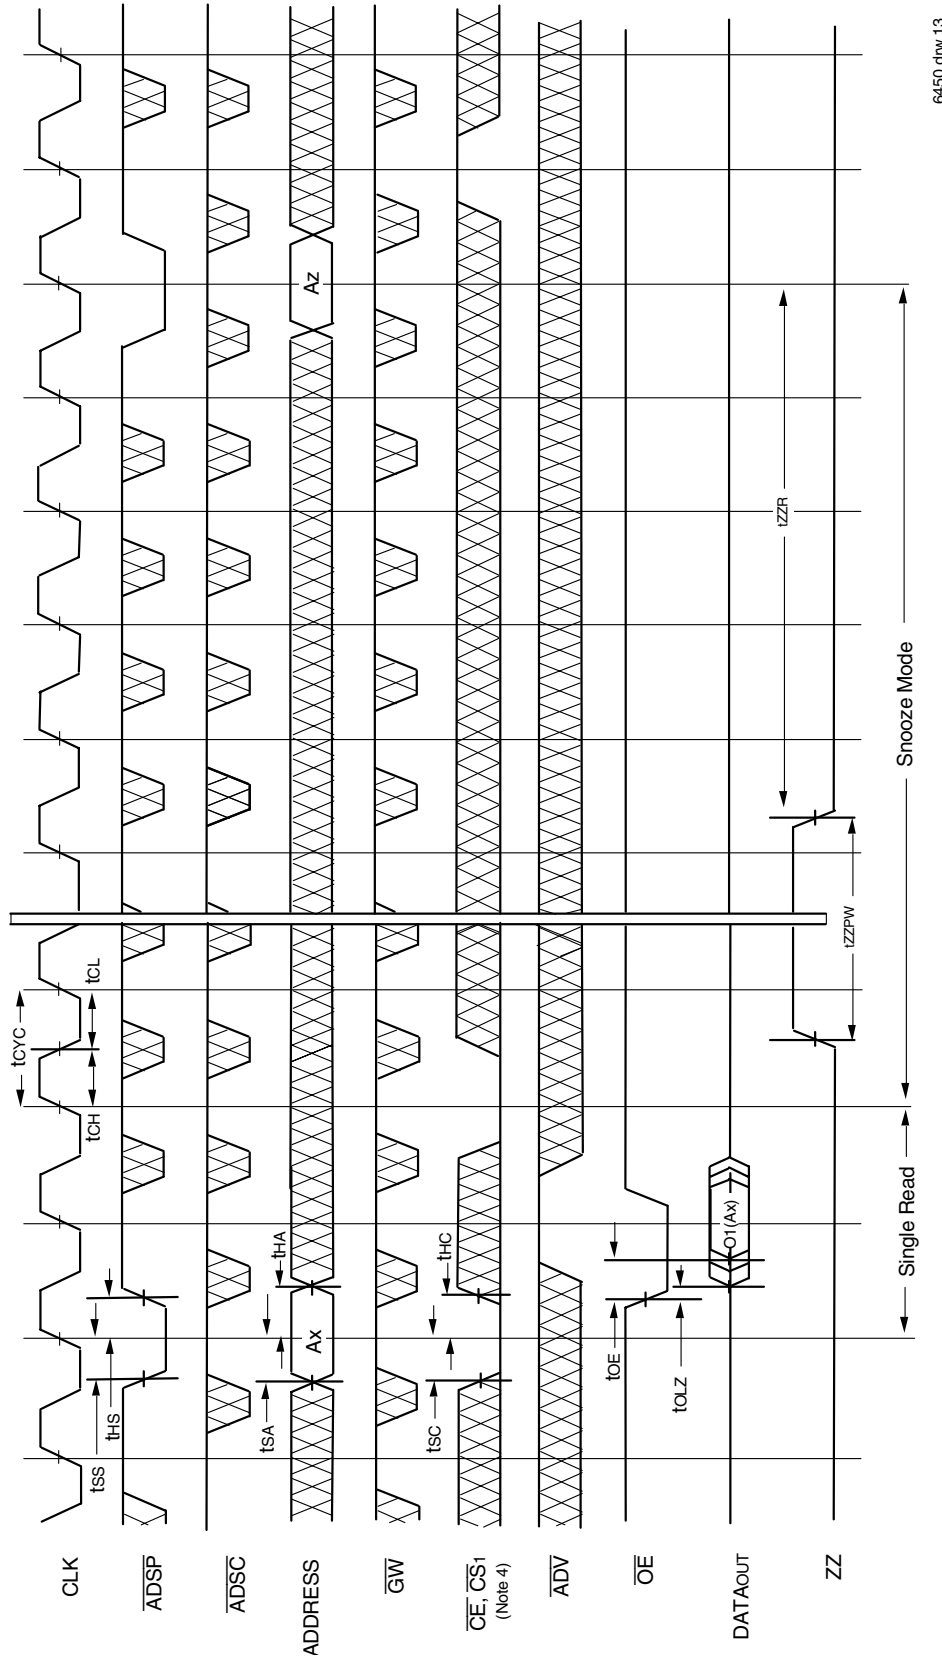 CLK
tCYC
tCH
tCL
tSS
tHS
ADSP
ADSC
ADDRESS
tSA
tHA
Ax
Az
GW
CE, CS1
(Note 4)
tSC
tHC
ADV
OE
tOE
tOLZ
DATAOUT
O1(Ax)
ZZ
tZZPW
tZZR
Single Read
Snooze Mode
6450 drw 13